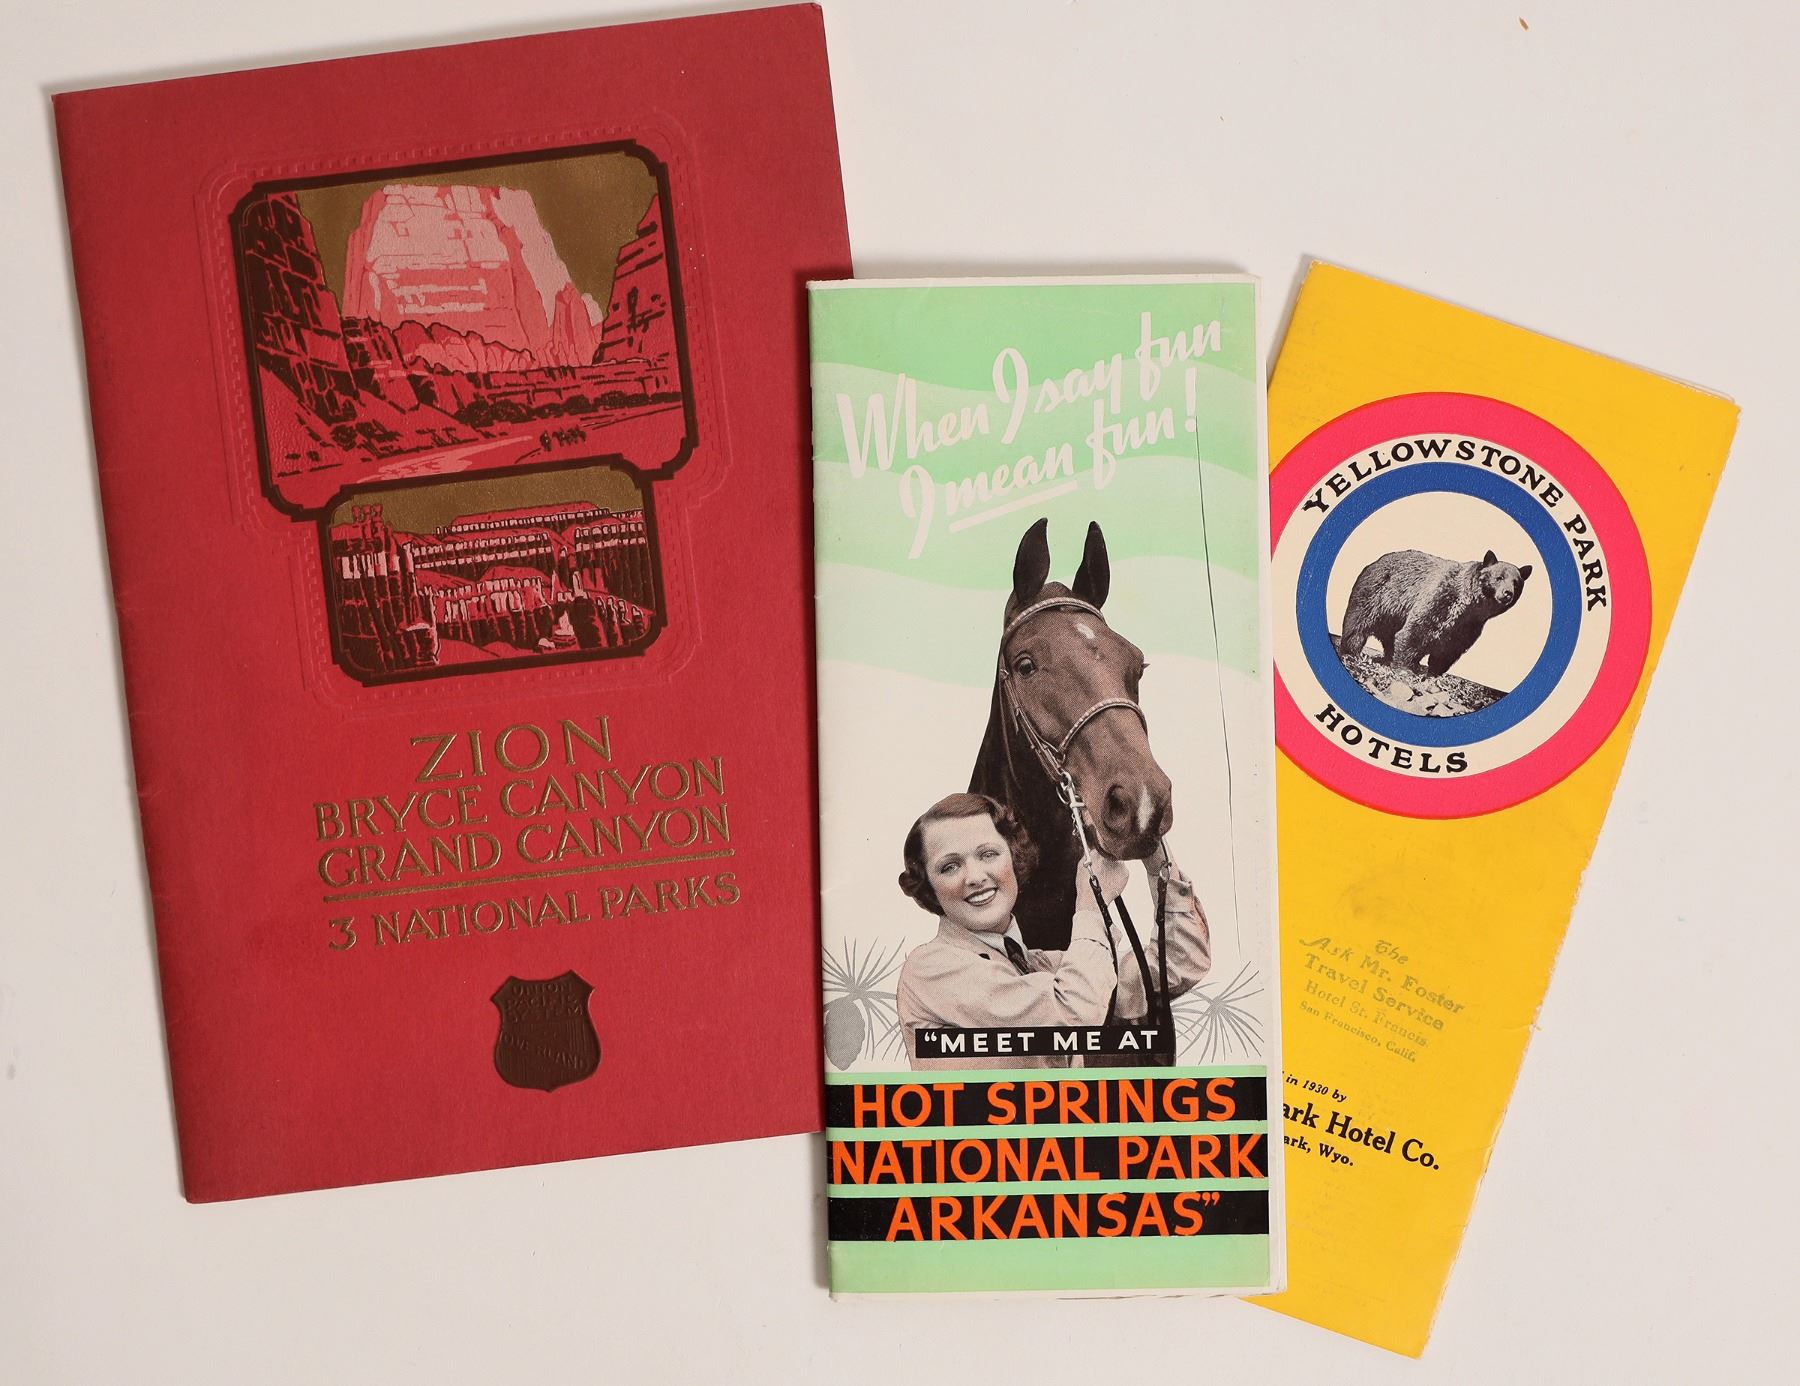 ZION
BRYCE CANYON
GRAND CANYON
3 NATIONAL PARKS
UNION
PACIFIC
SYSTEM
OVERLAND
When I say fun
I mean fun!
"MEET ME AT
HOT SPRINGS
NATIONAL PARK
ARKANSAS"
YELLOWSTONE PARK
HOTELS
The
Ask Mr. Foster
Travel Service
Hotel St. Francis
San Francisco, Calif.
in 1930 by
ark Hotel Co.
ark, Wyo.